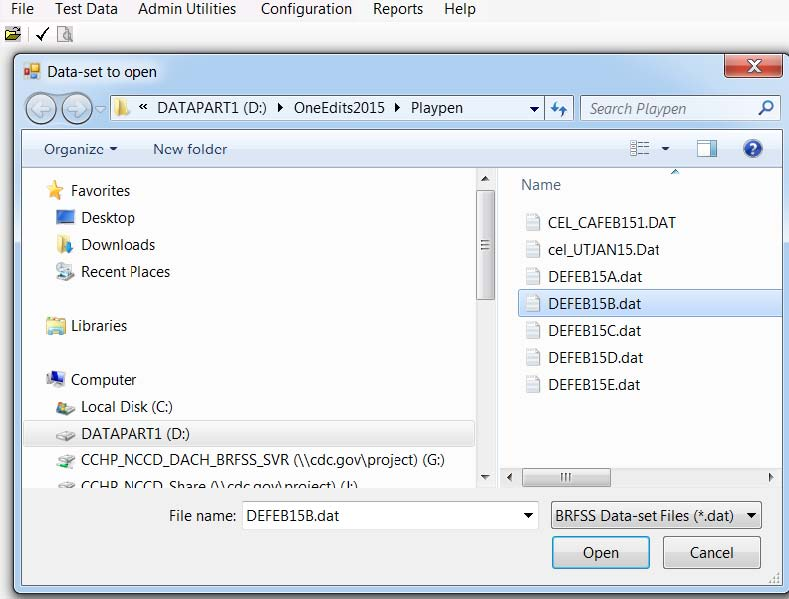 File Test Data Admin Utilities Configuration Reports Help
Data-set to open
« DATAPART1 (D:) OneEdits2015 Playpen Search Playpen
Organize New folder
Favorites
Desktop
Downloads
Recent Places
Libraries
Computer
Local Disk (C:)
DATAPART1 (D:)
CCHP_NCCD_DACH_BRFSS_SVR (\\cdc.gov\project) (G:)
CCHP_NCCD_Share (\\cdc.gov\project) (I:)
Name
CEL_CAFEB151.DAT
cel_UTJAN15.Dat
DEFEB15A.dat
DEFEB15B.dat
DEFEB15C.dat
DEFEB15D.dat
DEFEB15E.dat
File name: DEFEB15B.dat BRFSS Data-set Files (*.dat)
Open Cancel